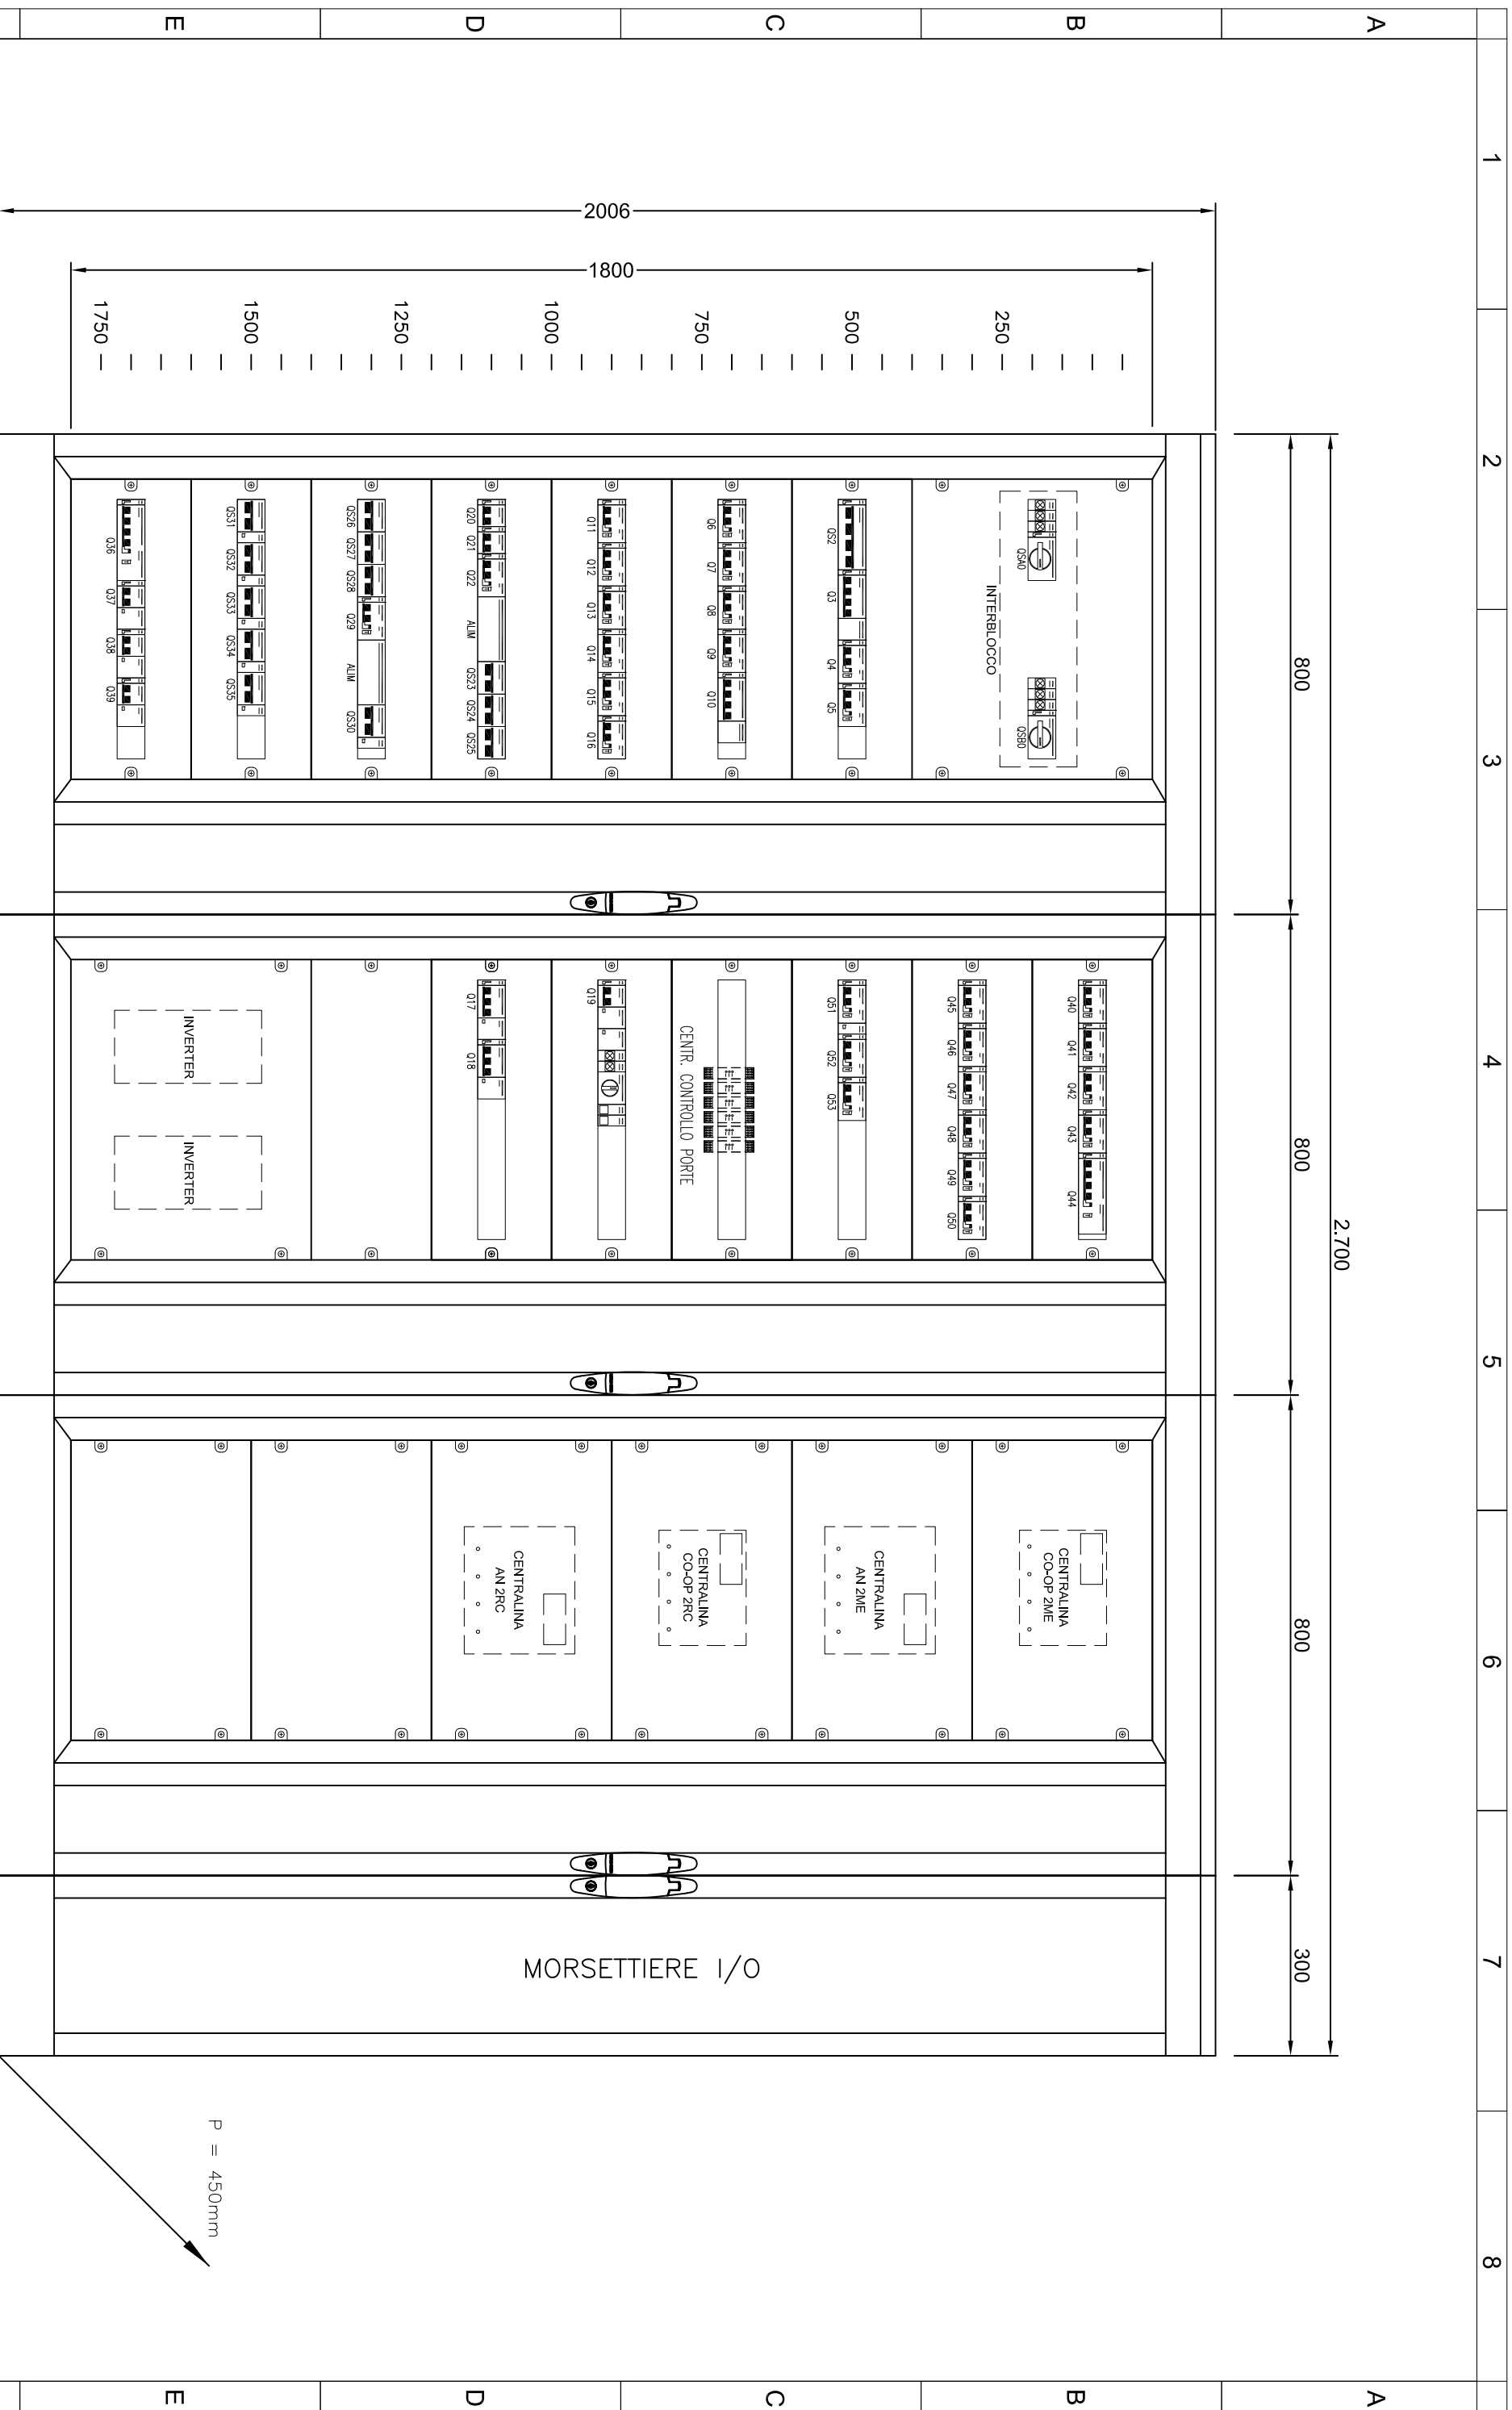 1
2
3
4
5
6
7
8
A
A
B
B
C
C
D
D
E
E
2.700
800
800
800
300
2006
1800
250
500
750
1000
1250
1500
1750
QSA0
QSB0
INTERBLOCCO
QS2
Q3
Q4
Q5
Q6
Q7
Q8
Q9
Q10
Q11
Q12
Q13
Q14
Q15
Q16
Q20
Q21
Q22
ALIM
QS23
QS24
QS25
QS26
QS27
QS28
Q29
ALIM
QS30
QS31
QS32
QS33
QS34
QS35
Q36
Q37
Q38
Q39
Q40
Q41
Q42
Q43
Q44
Q45
Q46
Q47
Q48
Q49
Q50
Q51
Q52
Q53
CENTR. CONTROLLO PORTE
Q19
Q17
Q18
INVERTER
INVERTER
CENTRALINA
CO-OP 2ME
CENTRALINA
AN 2ME
CENTRALINA
CO-OP 2RC
CENTRALINA
AN 2RC
MORSETTIERE I/O
P = 450mm